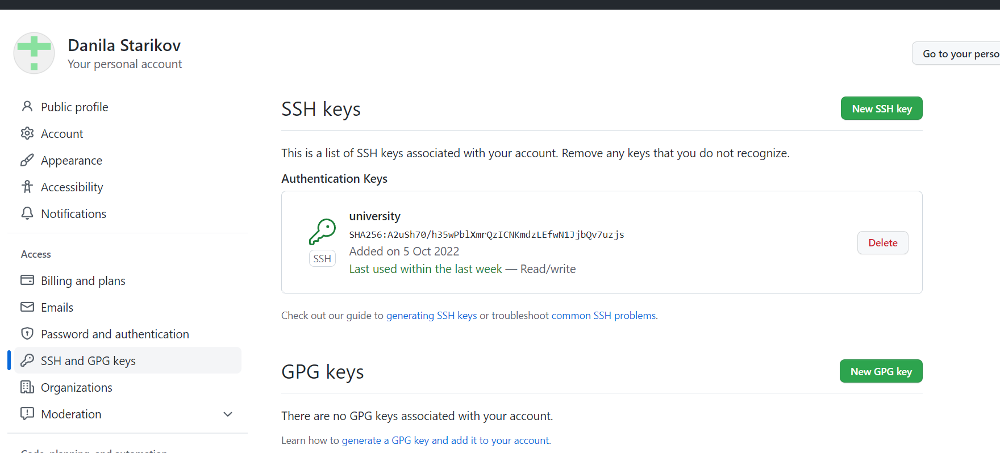 Danila Starikov
Your personal account
Go to your perso
Public profile
Account
Appearance
Accessibility
Notifications
Access
Billing and plans
Emails
Password and authentication
SSH and GPG keys
Organizations
Moderation
Code, planning, and automation
SSH keys
New SSH key
This is a list of SSH keys associated with your account. Remove any keys that you do not recognize.
Authentication Keys
university
SHA256:A2uSh70/h35wPblXmrQzICNKmdzLEfwN1JjbQv7uzjs
Added on 5 Oct 2022
Last used within the last week — Read/write
SSH
Delete
Check out our guide to generating SSH keys or troubleshoot common SSH problems.
GPG keys
New GPG key
There are no GPG keys associated with your account.
Learn how to generate a GPG key and add it to your account.